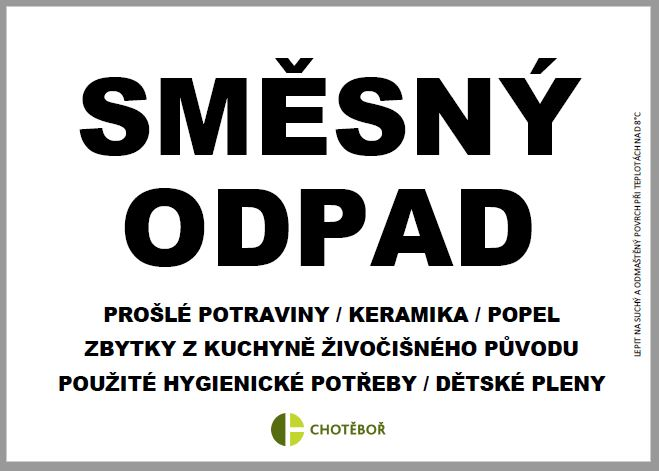 SMĚSNÝ
ODPAD
PROŠLÉ POTRAVINY / KERAMIKA / POPEL
ZBYTKY Z KUCHYNĚ ŽIVOČIŠNÉHO PŮVODU
POUŽITÉ HYGIENICKÉ POTŘEBY / DĚTSKÉ PLENY
CHOTĚBOŘ
LEPIT NA SUCHÝ A ODMAŠTĚNÝ POVRCH PŘI TEPLOTÁCH NAD 8°C